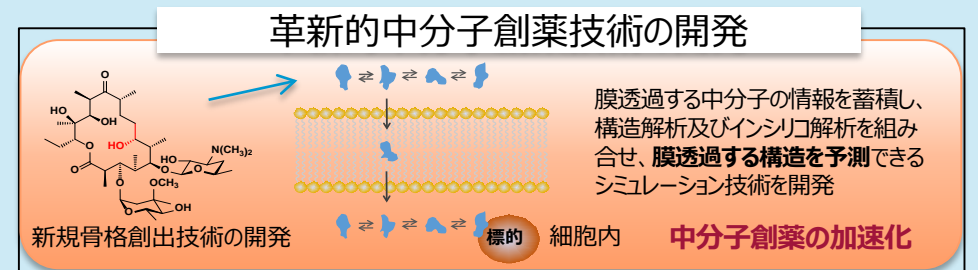 革新的中分子創薬技術の開発
O
HO
OH
HO
O
O
HO
N(CH₃)₂
O
O
O
OCH₃
O
OH
新規骨格創出技術の開発
標的
細胞内
膜透過する中分子の情報を蓄積し、
構造解析及びインシリコ解析を組み
合せ、膜透過する構造を予測できる
シミュレーション技術を開発
中分子創薬の加速化